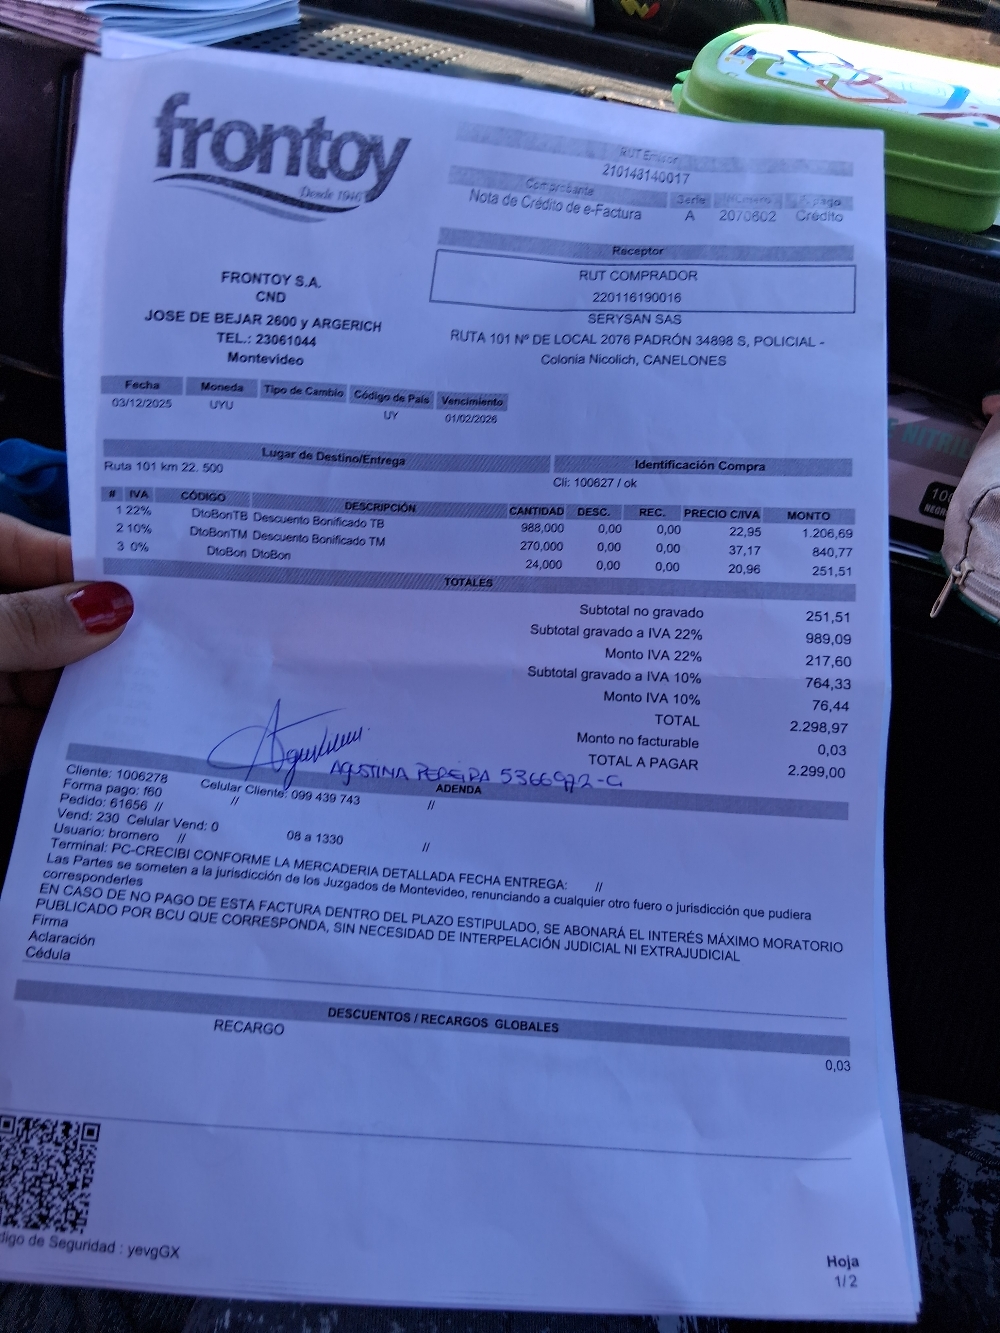 frontoy
Desde 1946
RUT Emisor
210143140017
Comprobante Serie Número F. pago
Nota de Crédito de e-Factura A 2070602 Crédito
Receptor
RUT COMPRADOR
220116190016
SERYSAN SAS
RUTA 101 Nº DE LOCAL 2076 PADRÓN 34898 S, POLICIAL -
Colonia Nicolich, CANELONES
FRONTOY S.A.
CND
JOSE DE BEJAR 2600 y ARGERICH
TEL.: 23061044
Montevideo
Fecha Moneda Tipo de Cambio Código de País Vencimiento
03/12/2025 UYU UY 01/02/2026
Lugar de Destino/Entrega Identificación Compra
Ruta 101 km 22. 500 Cli: 100627 / ok
# IVA CÓDIGO DESCRIPCIÓN CANTIDAD DESC. REC. PRECIO C/IVA MONTO
1 22% DtoBonTB Descuento Bonificado TB 988,000 0,00 0,00 22,95 1.206,69
2 10% DtoBonTM Descuento Bonificado TM 270,000 0,00 0,00 37,17 840,77
3 0% DtoBon DtoBon 24,000 0,00 0,00 20,96 251,51
TOTALES
Subtotal no gravado 251,51
Subtotal gravado a IVA 22% 989,09
Monto IVA 22% 217,60
Subtotal gravado a IVA 10% 764,33
Monto IVA 10% 76,44
TOTAL 2.298,97
Monto no facturable 0,03
TOTAL A PAGAR 2.299,00
AGUSTINA PEREIRA 5366972-G
ADENDA
Cliente: 1006278 Celular Cliente: 099 439 743 //
Forma pago: f60 //
Pedido: 61656 //
Vend: 230 Celular Vend: 0 08 a 1330 //
Usuario: bromero //
Terminal: PC-CRECIBI CONFORME LA MERCADERIA DETALLADA FECHA ENTREGA: //
Las Partes se someten a la jurisdicción de los Juzgados de Montevideo, renunciando a cualquier otro fuero o jurisdicción que pudiera
corresponderles
EN CASO DE NO PAGO DE ESTA FACTURA DENTRO DEL PLAZO ESTIPULADO, SE ABONARÁ EL INTERÉS MÁXIMO MORATORIO
PUBLICADO POR BCU QUE CORRESPONDA, SIN NECESIDAD DE INTERPELACIÓN JUDICIAL NI EXTRAJUDICIAL
Firma
Aclaración
Cédula
DESCUENTOS / RECARGOS GLOBALES
RECARGO 0,03
digo de Seguridad : yevgGX
Hoja
1/2
NITRIL